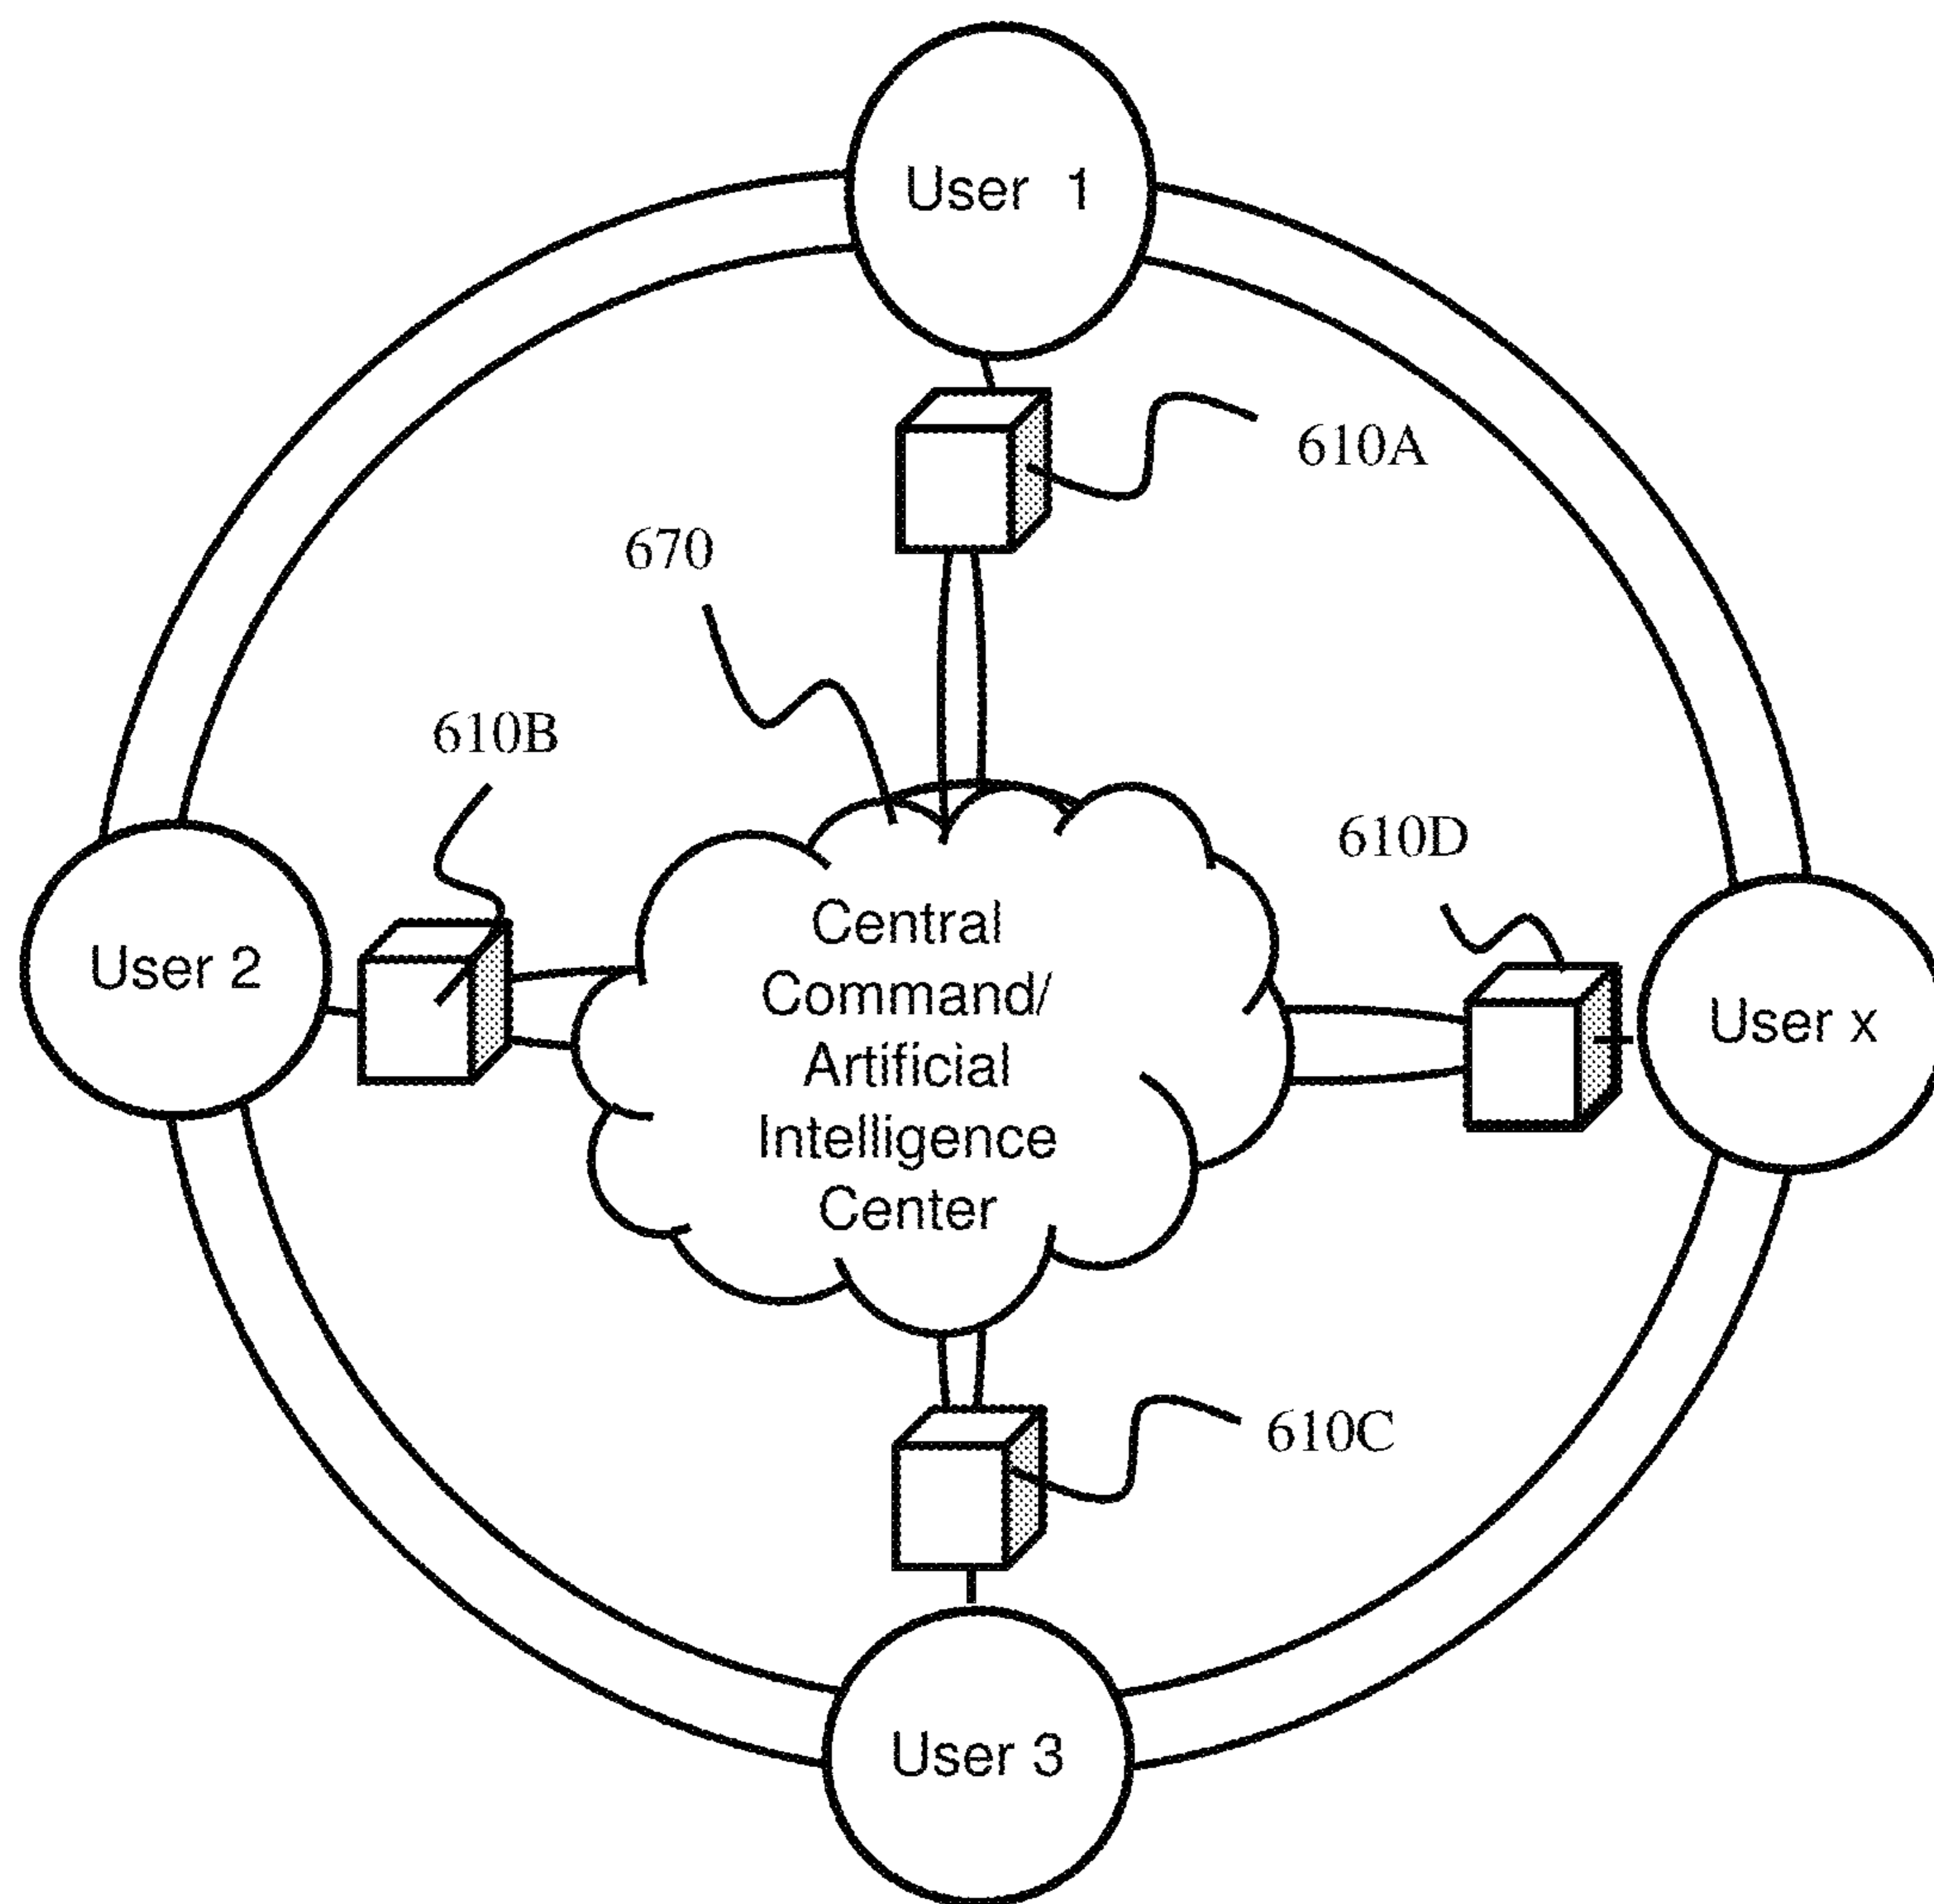 User 1
610A
670
610B
610D
User 2
Central
Command/
Artificial
Intelligence
Center
User x
610C
User 3